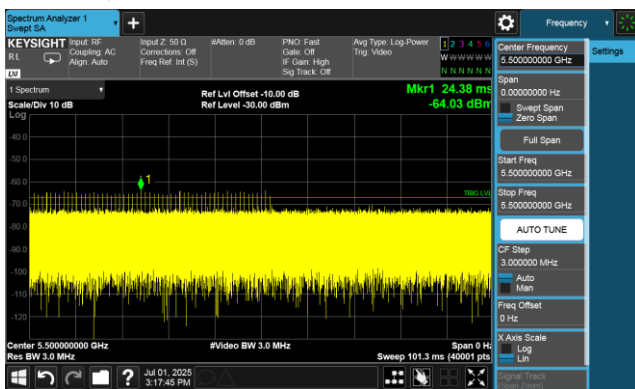 Spectrum Analyzer 1
Swept SA
+
Frequency
KEYSIGHT
RL
LXI
Input: RF
Coupling: AC
Align: Auto
Input Z: 50 Ω
Corrections: Off
Freq Ref: Int (S)
#Atten: 0 dB
PNO: Fast
Gate: Off
IF Gain: High
Sig Track: Off
Avg Type: Log-Power
Trig: Video
1 2 3 4 5 6
W W W W W W
N N N N N N
1 Spectrum
Scale/Div 10 dB
Log
Ref Lvl Offset -10.00 dB
Ref Level -30.00 dBm
Mkr1 24.38 ms
-64.03 dBm
-40.0
-50.0
-60.0
-70.0
-80.0
-90.0
-100
-110
-120
1
TRIG LVL
Center 5.500000000 GHz
Res BW 3.0 MHz
#Video BW 3.0 MHz
Span 0 Hz
Sweep 101.3 ms (40001 pts
?
Jul 01, 2025
3:17:45 PM
Center Frequency
5.500000000 GHz
Span
0.00000000 Hz
Swept Span
Zero Span
Full Span
Start Freq
5.500000000 GHz
Stop Freq
5.500000000 GHz
AUTO TUNE
CF Step
3.000000 MHz
Auto
Man
Freq Offset
0 Hz
X Axis Scale
Log
Lin
Signal Track
(Span Zoom)
Settings